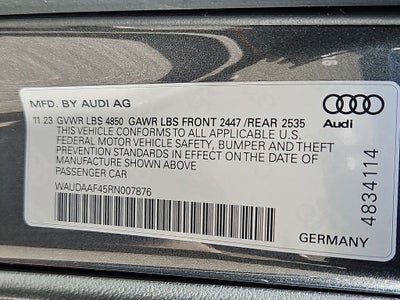 MFD. BY AUDI AG
11 23 GVWR LBS 4850 GAWR LBS FRONT 2447 /REAR 2535
THIS VEHICLE CONFORMS TO ALL APPLICABLE U.S.
FEDERAL MOTOR VEHICLE SAFETY, BUMPER AND THEFT
PREVENTION STANDARDS IN EFFECT ON THE DATE OF
MANUFACTURE SHOWN ABOVE
PASSENGER CAR
WAUDAAF45RN007876
Audi
4834114
GERMANY